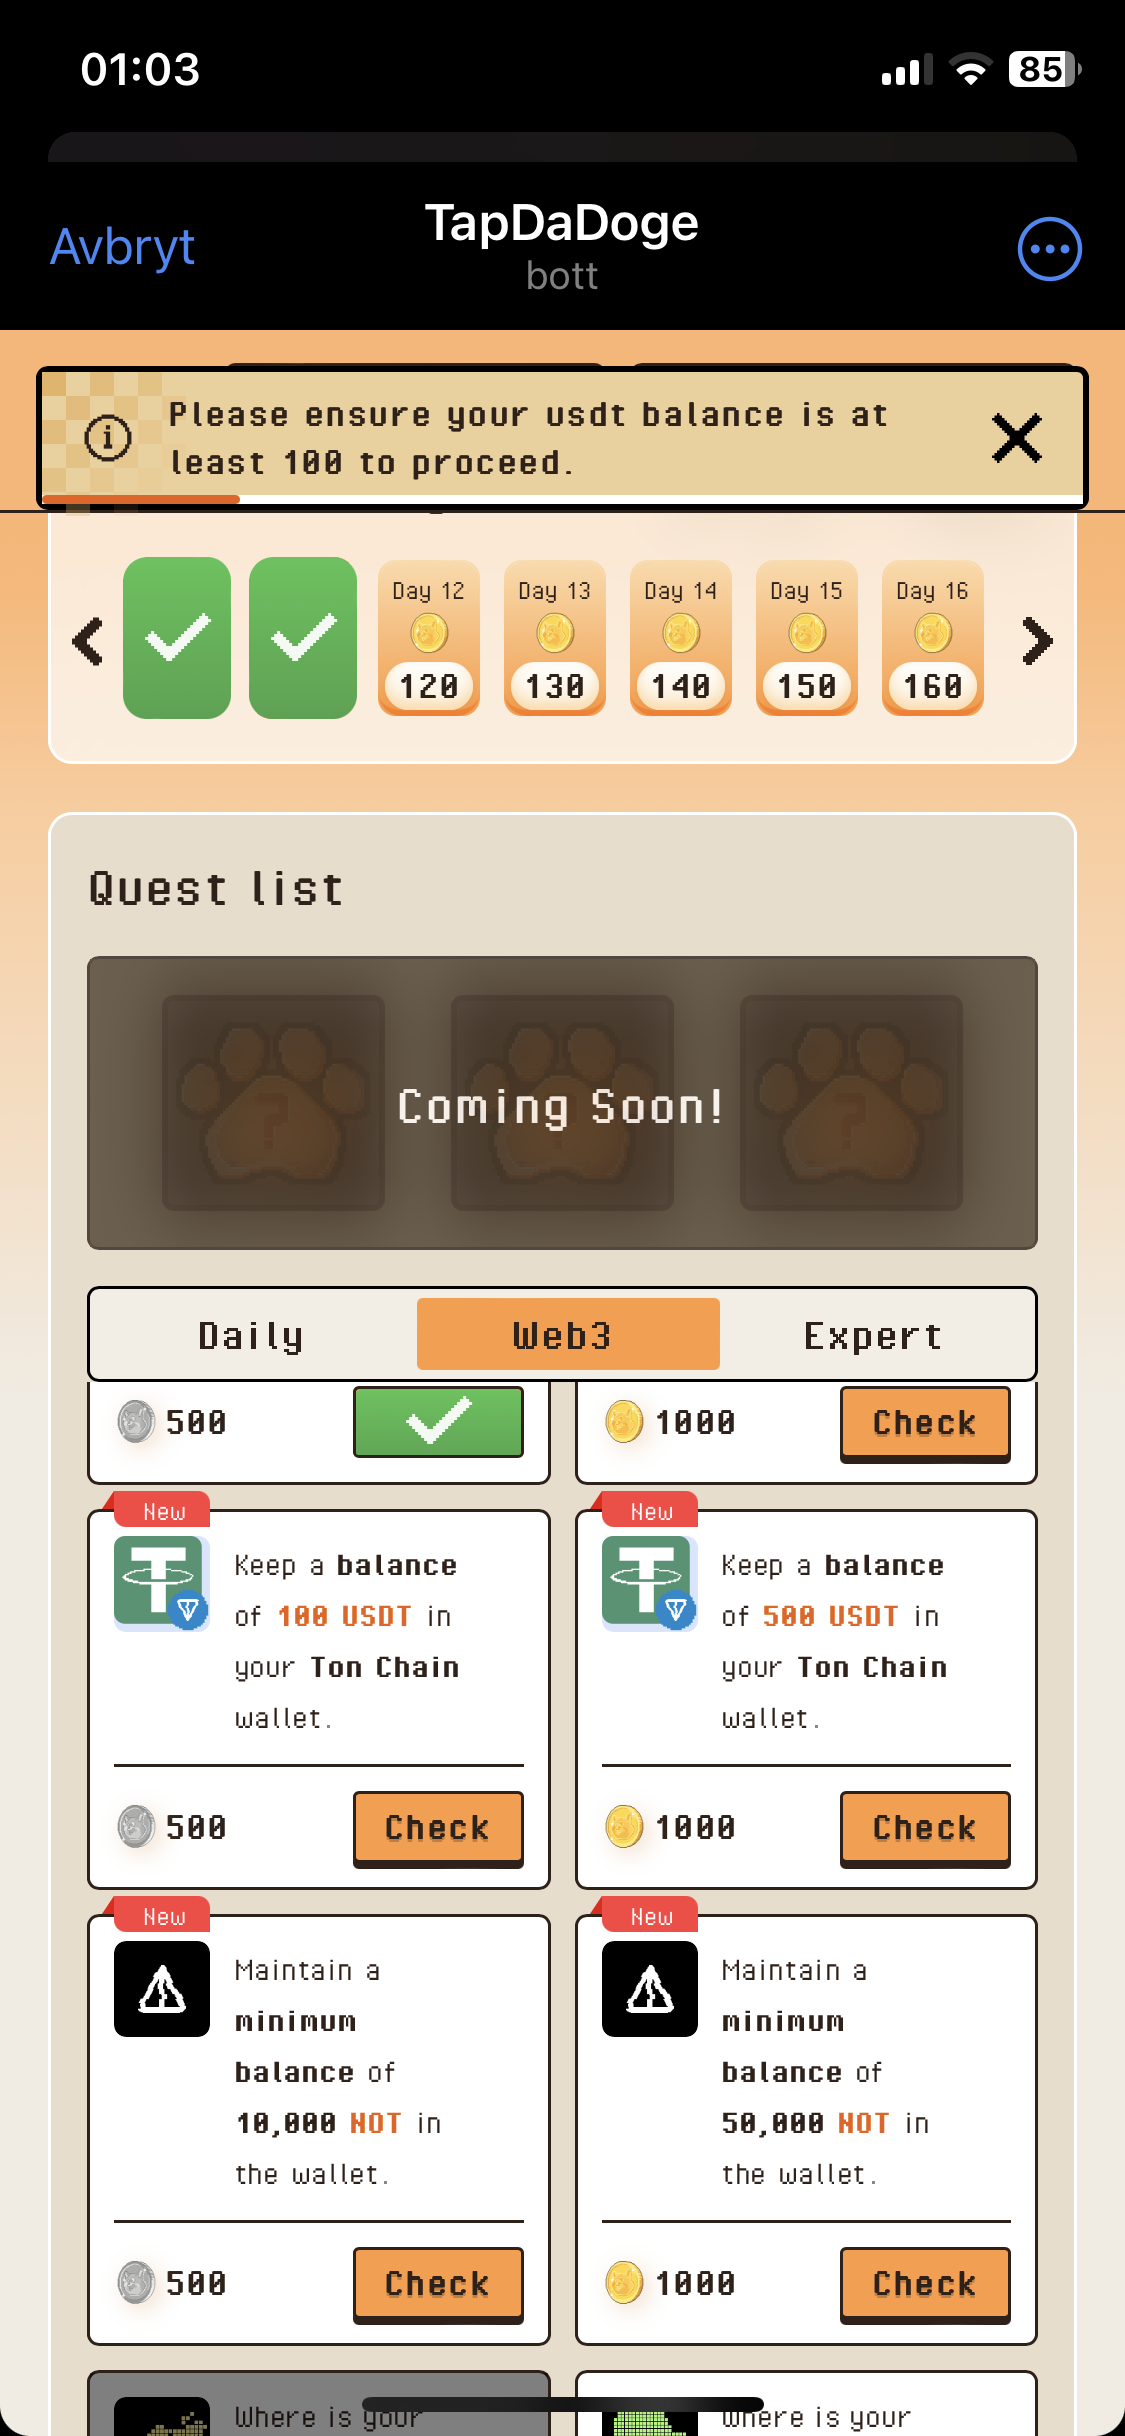 01:03
85
Avbryt
TapDaDoge
bott
Please ensure your usdt balance is at
least 100 to proceed.
Day 12
Day 13
Day 14
Day 15
Day 16
120
130
140
150
160
Quest list
Coming Soon!
Daily
Web3
Expert
500
1000
Check
New
New
Keep a balance
of 100 USDT in
your Ton Chain
wallet.
Keep a balance
of 500 USDT in
your Ton Chain
wallet.
500
Check
1000
Check
New
New
Maintain a
minimum
balance of
10,000 NOT in
the wallet.
Maintain a
minimum
balance of
50,000 NOT in
the wallet.
500
Check
1000
Check
Where is your
Where is your